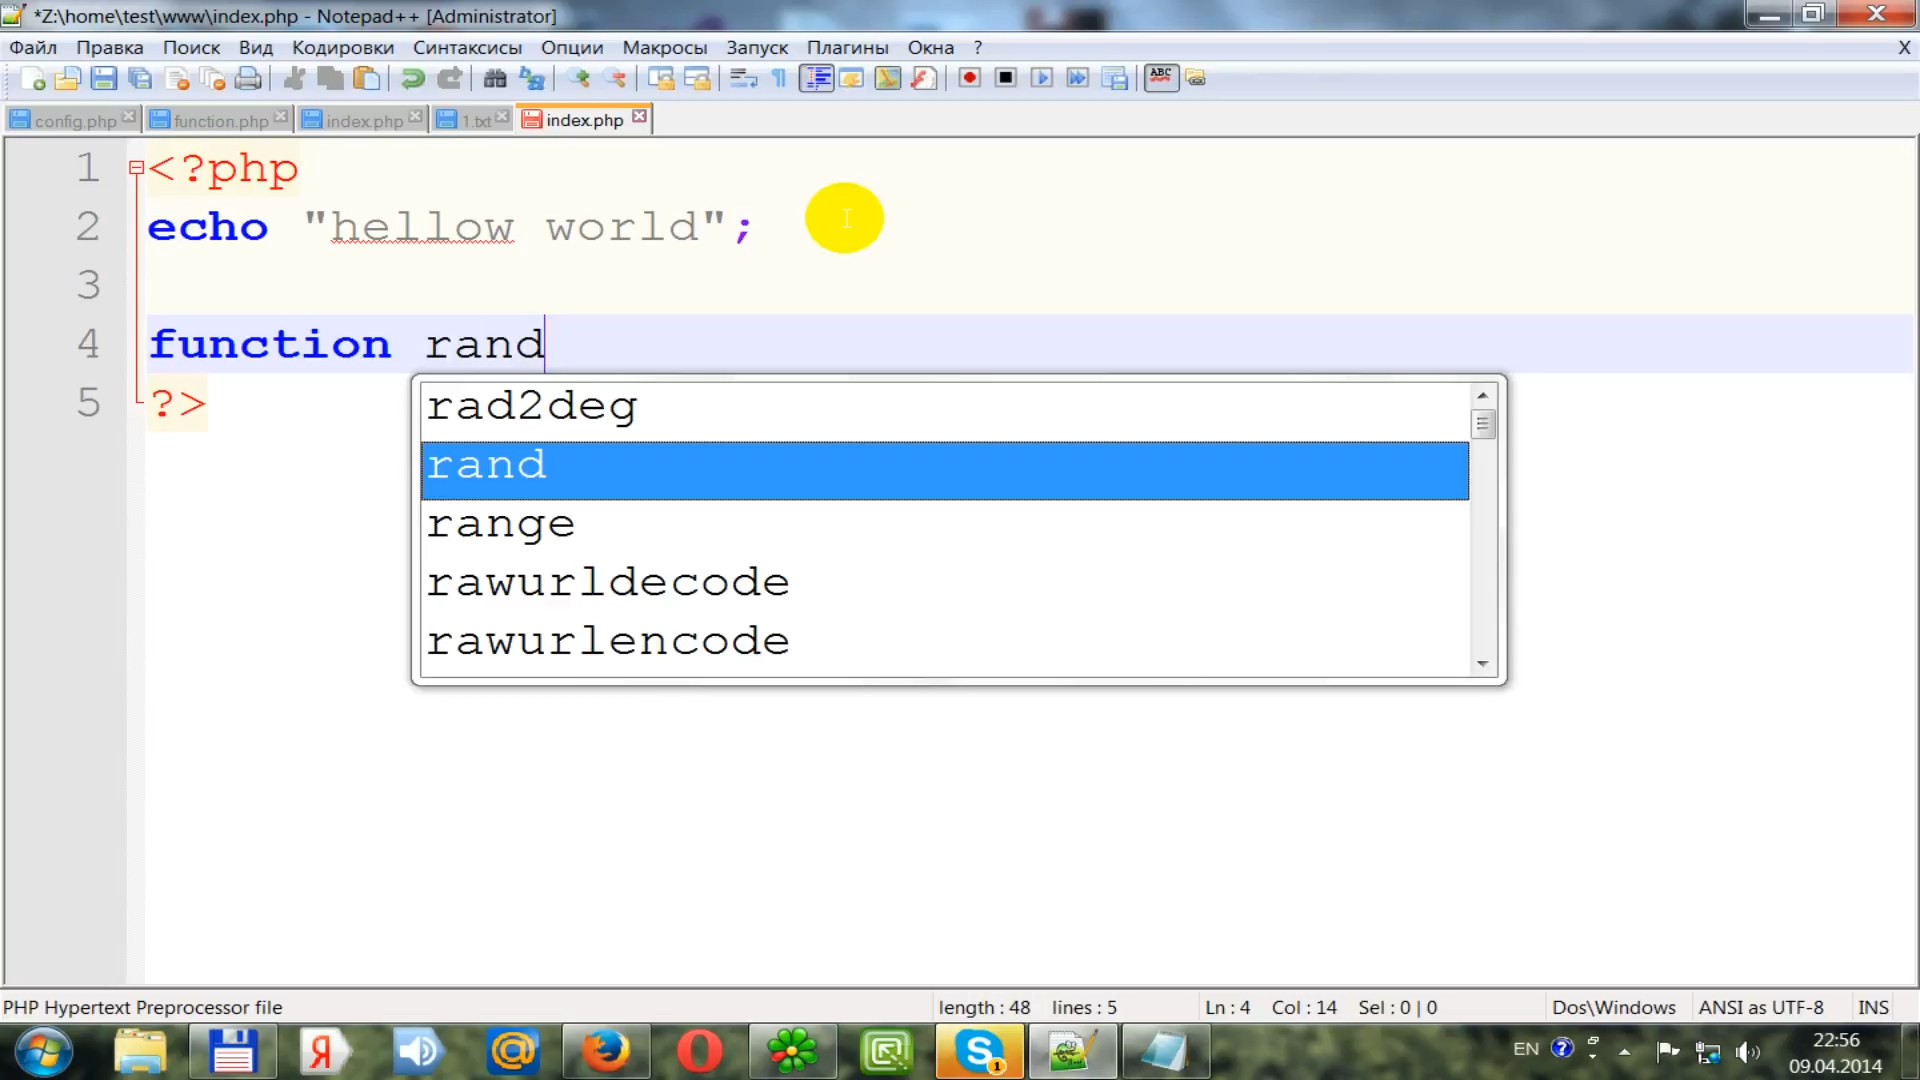 *Z:\home\test\www\index.php - Notepad++ [Administrator]
Файл Правка Поиск Вид Кодировки Синтаксисы Опции Макросы Запуск Плагины Окна ? X
ABC
config.php function.php index.php 1.txt index.php
1 <?php
2 echo "hellow world";
3
4 function rand
5 ?>
rad2deg
rand
range
rawurldecode
rawurlencode
PHP Hypertext Preprocessor file length : 48 lines : 5 Ln : 4 Col : 14 Sel : 0 | 0 Dos\Windows ANSI as UTF-8 INS
Я @ S 1 EN ? 22:56
09.04.2014